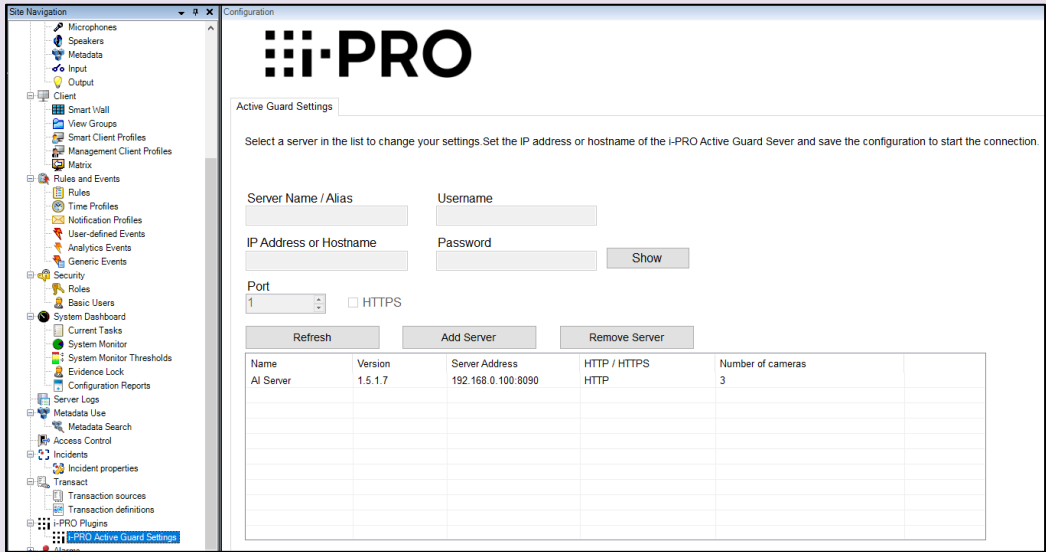 Site Navigation
Microphones
Speakers
Metadata
Input
Output
Client
Smart Wall
View Groups
Smart Client Profiles
Management Client Profiles
Matrix
Rules and Events
Rules
Time Profiles
Notification Profiles
User-defined Events
Analytics Events
Generic Events
Security
Roles
Basic Users
System Dashboard
Current Tasks
System Monitor
System Monitor Thresholds
Evidence Lock
Configuration Reports
Server Logs
Metadata Use
Metadata Search
Access Control
Incidents
Incident properties
Transact
Transaction sources
Transaction definitions
i-PRO Plugins
i-PRO Active Guard Settings
Alarms
Configuration
i-PRO
Active Guard Settings
Select a server in the list to change your settings.Set the IP address or hostname of the i-PRO Active Guard Sever and save the configuration to start the connection.
Server Name / Alias Username
IP Address or Hostname Password
Show
Port
1 HTTPS
Refresh Add Server Remove Server
Name Version Server Address HTTP / HTTPS Number of cameras
AI Server 1.5.1.7 192.168.0.100:8090 HTTP 3